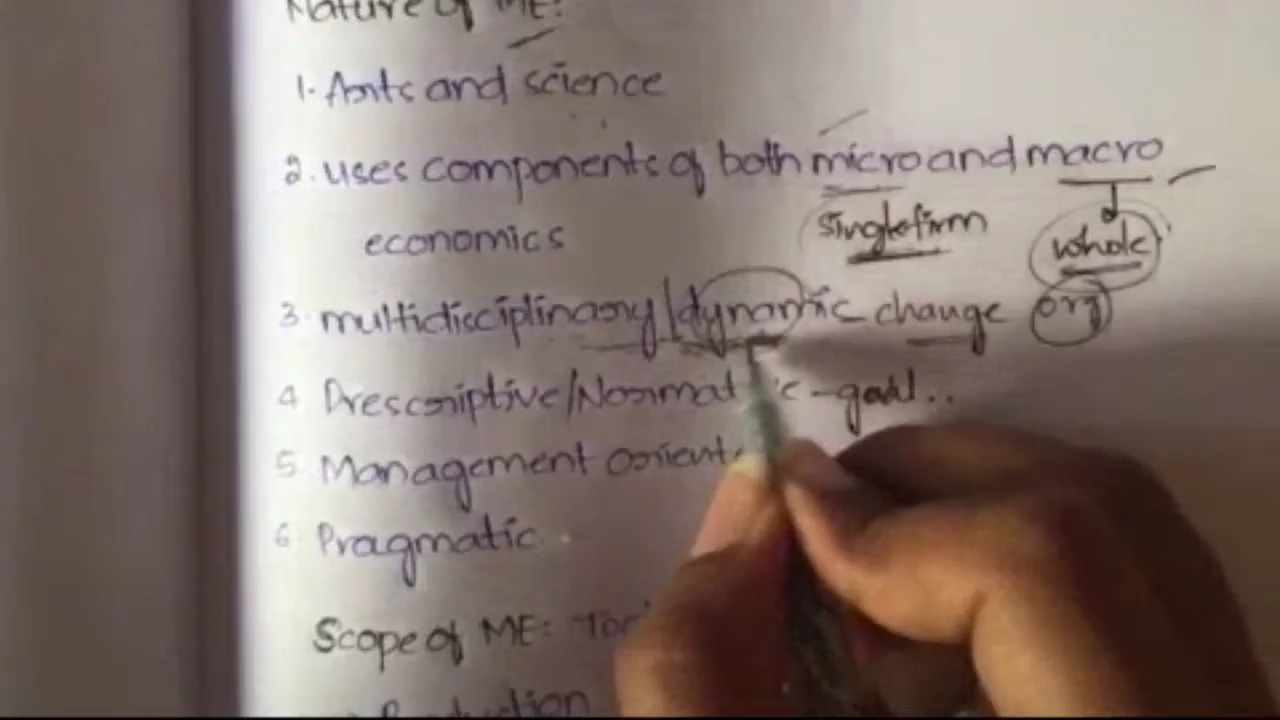 Nature of ME:
1. Arts and science
2. uses components of both micro and macro
economics
single firm
whole
3. multidisciplinary/dynamic change org
4 Prescriptive/Normat c - goal..
5 Management orient
6. Pragmatic.
Scope of ME:
Production